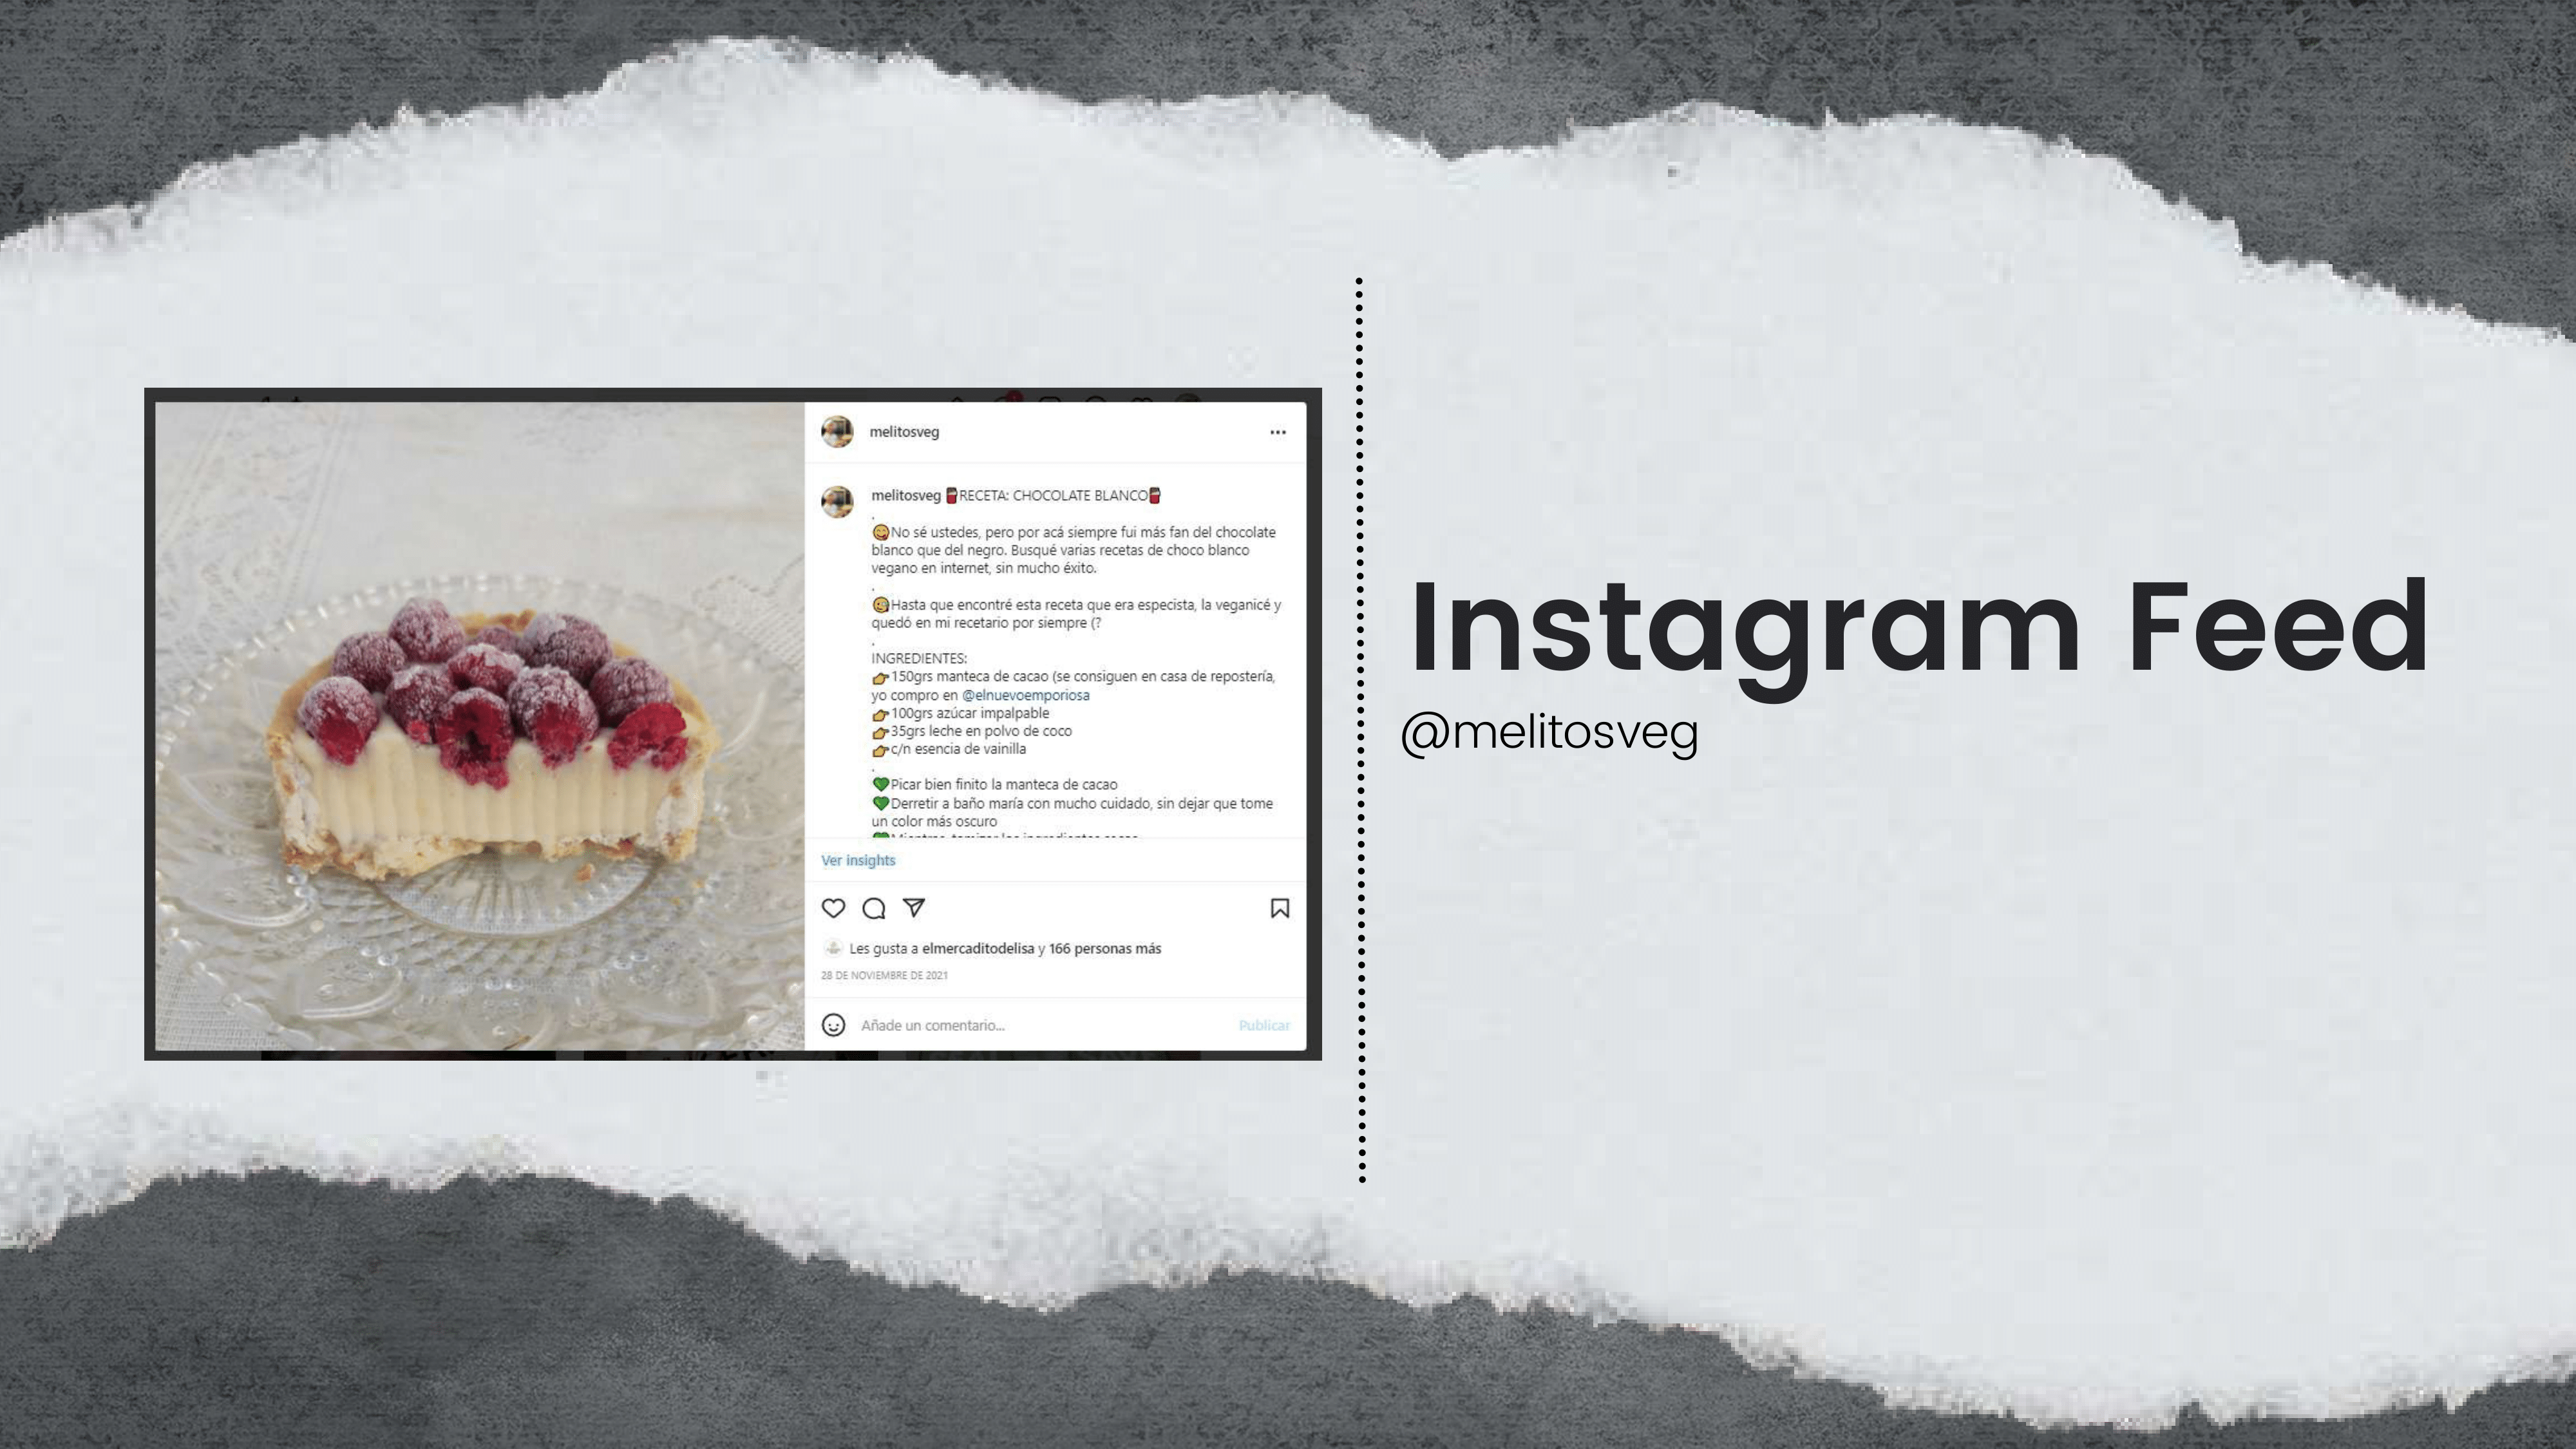 melitosveg
melitosveg 🍫RECETA: CHOCOLATE BLANCO🍫
.
😋No sé ustedes, pero por acá siempre fui más fan del chocolate
blanco que del negro. Busqué varias recetas de choco blanco
vegano en internet, sin mucho éxito.
.
🧐Hasta que encontré esta receta que era especista, la veganicé y
quedó en mi recetario por siempre (?
.
INGREDIENTES:
👉150grs manteca de cacao (se consiguen en casa de repostería,
yo compro en @elnuevoemporiosa
👉100grs azúcar impalpable
👉35grs leche en polvo de coco
👉c/n esencia de vainilla
.
💚Picar bien finito la manteca de cacao
💚Derretir a baño maría con mucho cuidado, sin dejar que tome
un color más oscuro
Ver insights
Les gusta a elmercaditodelisa y 166 personas más
28 DE NOVIEMBRE DE 2021
Añade un comentario... Publicar
Instagram Feed
@melitosveg